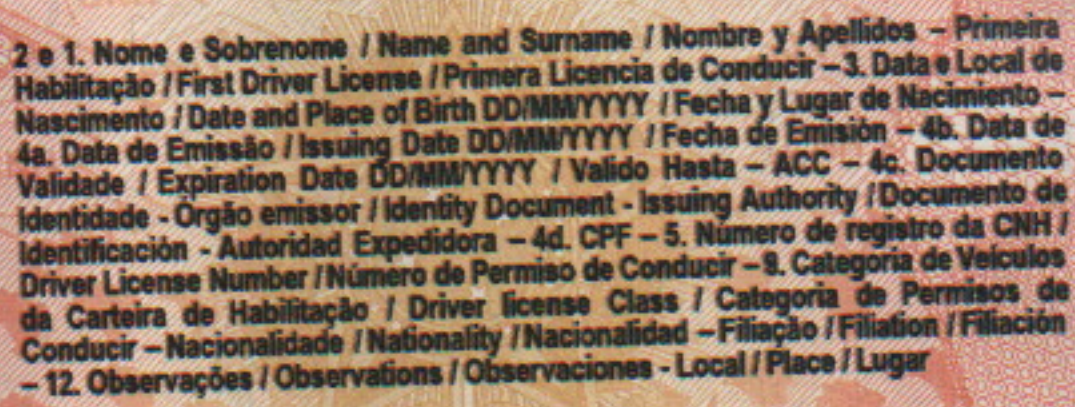 2 e 1. Nome e Sobrenome / Name and Surname / Nombre y Apellidos – Primeira
Habilitação / First Driver License / Primera Licencia de Conducir – 3. Data e Local de
Nascimento / Date and Place of Birth DD/MM/YYYY / Fecha y Lugar de Nacimiento –
4a. Data de Emissão / Issuing Date DD/MM/YYYY / Fecha de Emisión – 4b. Data de
Validade / Expiration Date DD/MM/YYYY / Valido Hasta – ACC – 4c. Documento
Identidade - Órgão emissor / Identity Document - Issuing Authority / Documento de
Identificación - Autoridad Expedidora – 4d. CPF – 5. Número de registro da CNH /
Driver License Number / Número de Permiso de Conducir – 9. Categoria de Veículos
da Carteira de Habilitação / Driver license Class / Categoria de Permisos de
Conducir – Nacionalidade / Nationality / Nacionalidad – Filiação / Filiation / Filiación
– 12. Observações / Observations / Observaciones - Local / Place / Lugar